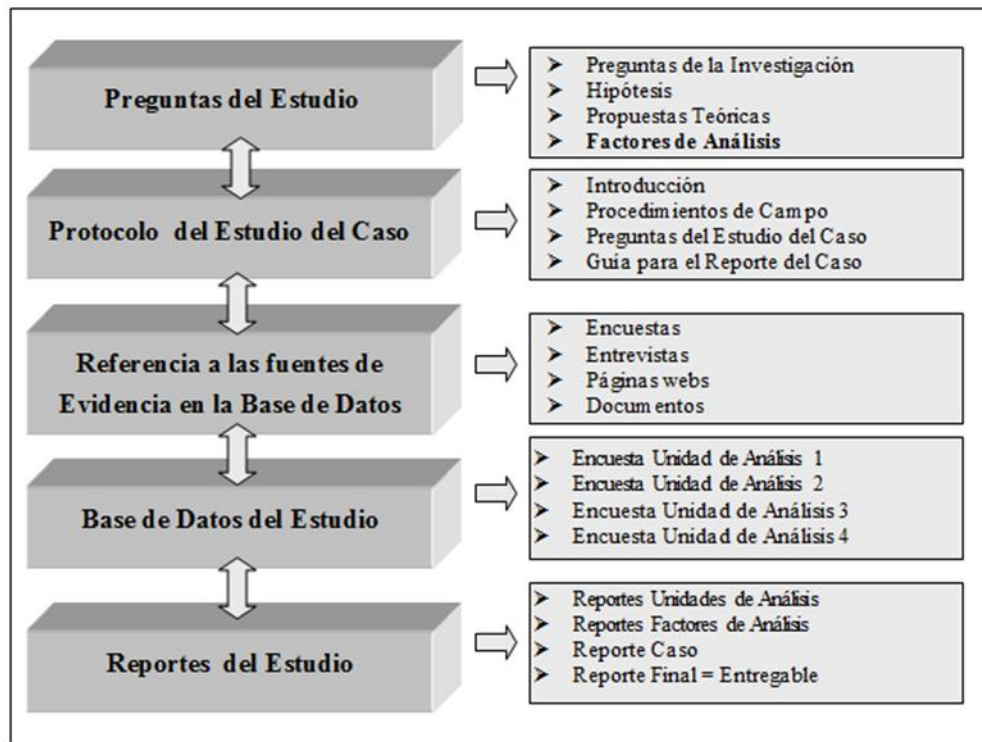 Preguntas del Estudio
Preguntas de la Investigación
Hipótesis
Propuestas Teóricas
Factores de Análisis
Protocolo del Estudio del Caso
Introducción
Procedimientos de Campo
Preguntas del Estudio del Caso
Guía para el Reporte del Caso
Referencia a las fuentes de
Evidencia en la Base de Datos
Encuestas
Entrevistas
Páginas webs
Documentos
Base de Datos del Estudio
Encuesta Unidad de Análisis 1
Encuesta Unidad de Análisis 2
Encuesta Unidad de Análisis 3
Encuesta Unidad de Análisis 4
Reportes del Estudio
Reportes Unidades de Análisis
Reportes Factores de Análisis
Reporte Caso
Reporte Final = Entregable